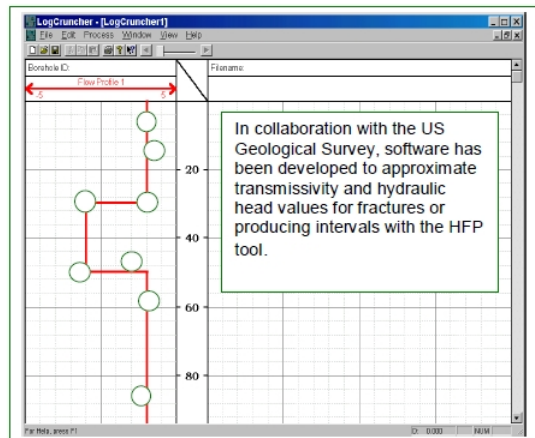 LogCruncher - [LogCruncher1]
File Edit Process Window View Help
Borehole ID:
Filename:
Flow Profile 1
-5 5
In collaboration with the US
Geological Survey, software has
been developed to approximate
transmissivity and hydraulic
head values for fractures or
producing intervals with the HFP
tool.
20
40
60
80
For Help, press F1
D: 0.000 NUM